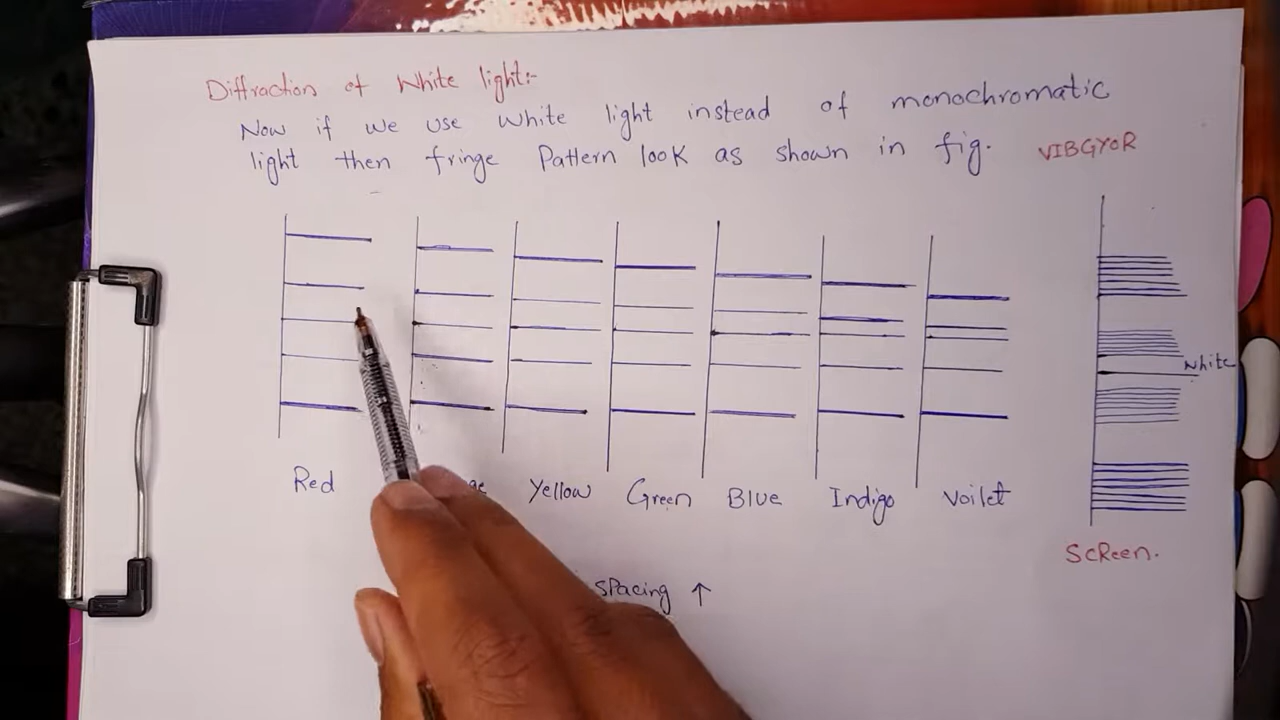 Diffraction of White light:-
Now if we use white light instead of monochromatic
light then fringe Pattern look as shown in fig.
VIBGYOR
White
Red
Yellow
Green
Blue
Indigo
Voilet
SCReen.
spacing ↑